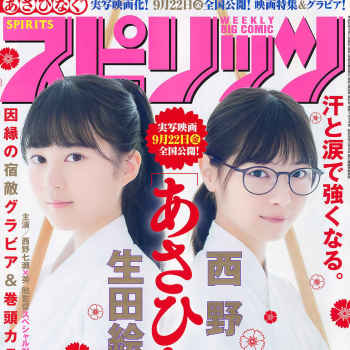 あさひなぐ
実写映画化! 9月22日金全国公開! 映画特集&グラビア!
SPIRITS
WEEKLY
BIG COMIC
スピリッツ
実写映画
9月22日金
全国公開!
汗と涙で強くなる。
因縁の宿敵グラビア&巻頭カ
あさひ
西野
生田絵